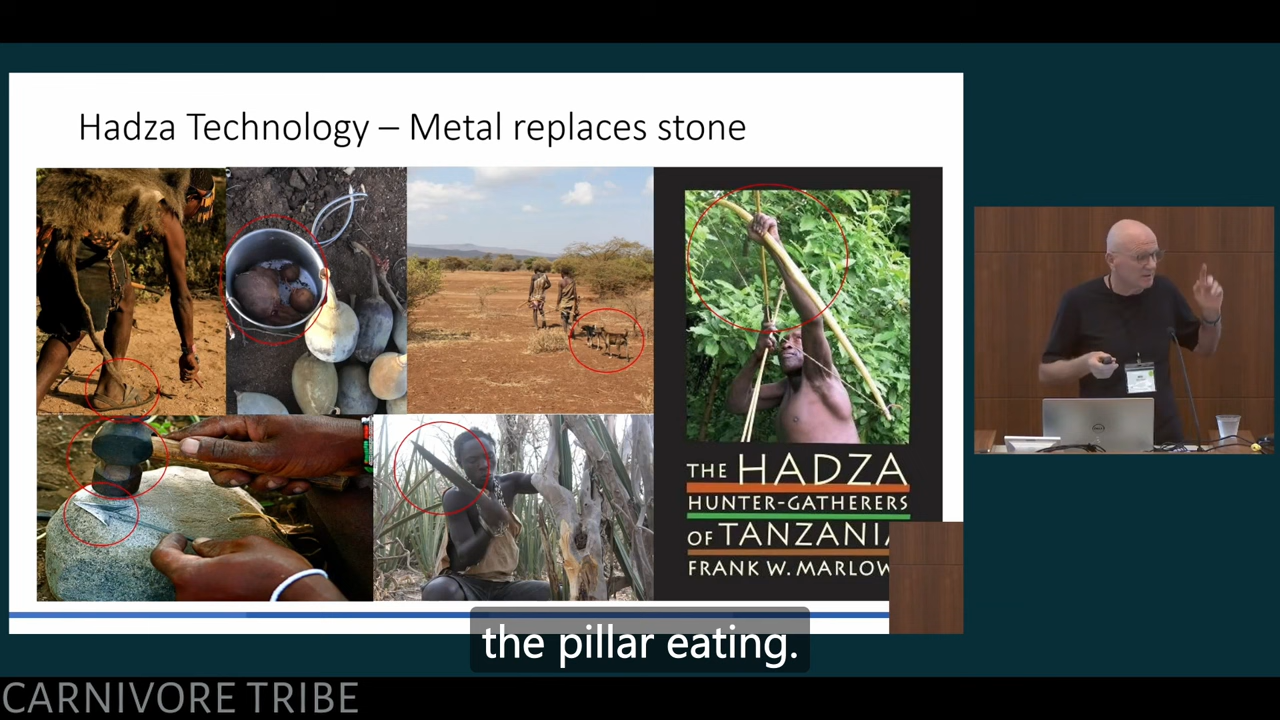 Hadza Technology – Metal replaces stone
THE HADZA
HUNTER-GATHERERS
OF TANZANIA
FRANK W. MARLOW
the pillar eating.
CARNIVORE TRIBE